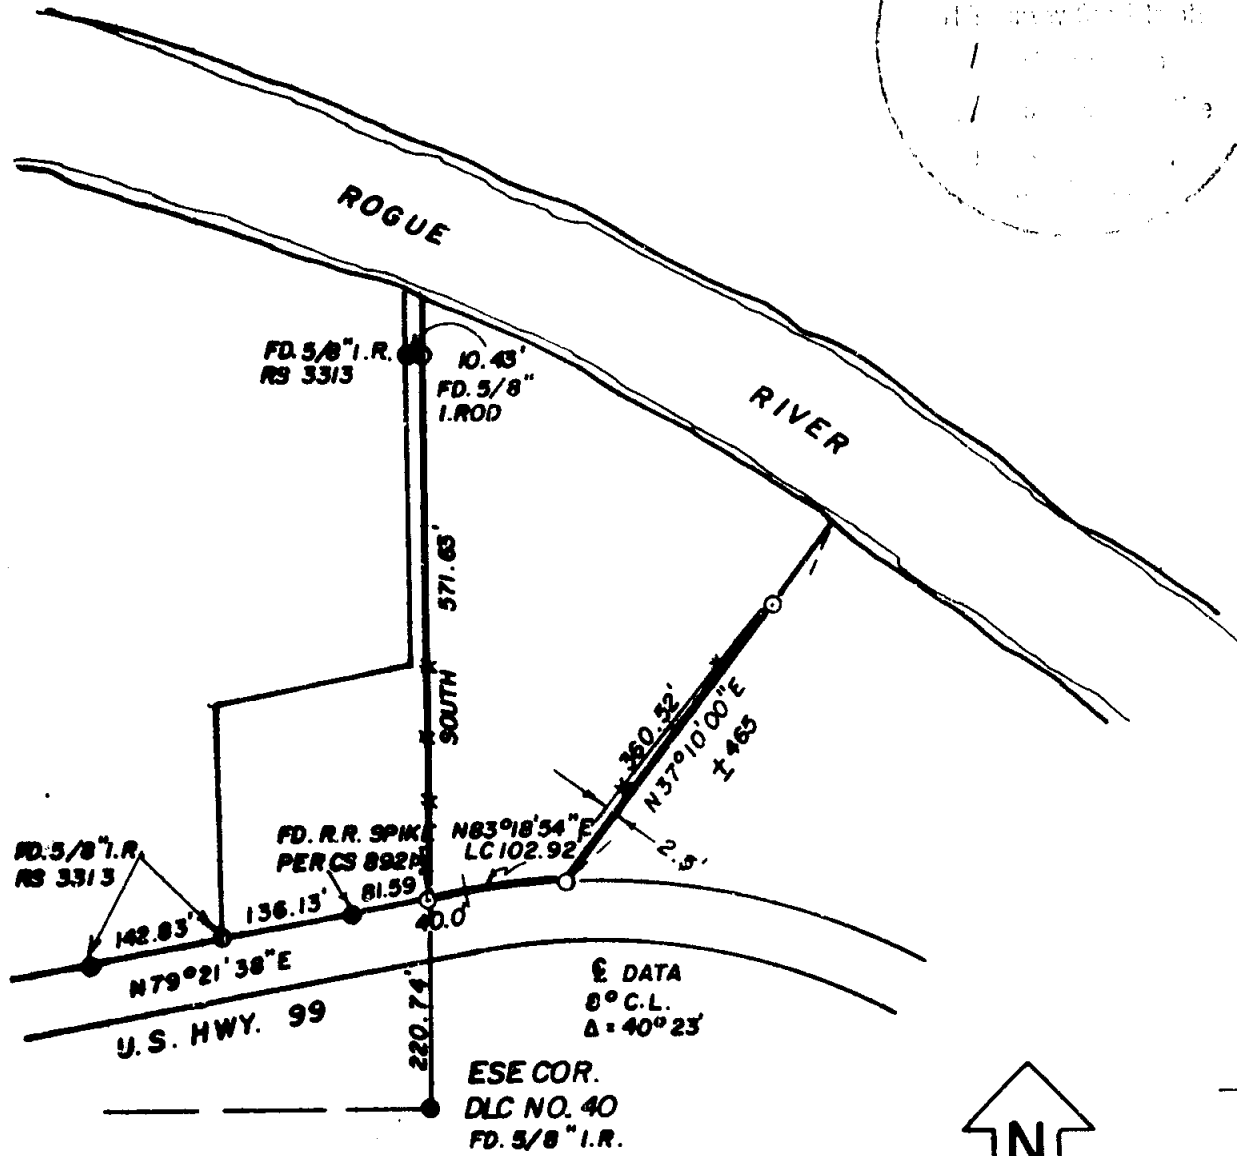 ROGUE
RIVER
FD. 5/8" I.R.
RS 3313
10.43'
FD. 5/8"
I.ROD
571.63'
SOUTH
360.52'
N 37° 10' 00" E
± 465
2.5'
FD. 5/8" I.R.
RS 3313
FD. R.R. SPIKE
PER CS 8921
N83° 18' 54" E
LC 102.92'
142.83'
136.13'
81.59'
40.0'
N79° 21' 38" E
U.S. HWY. 99
220.74'
℄ DATA
8° C.L.
Δ = 40° 23'
ESE COR.
DLC NO. 40
FD. 5/8" I.R.
N